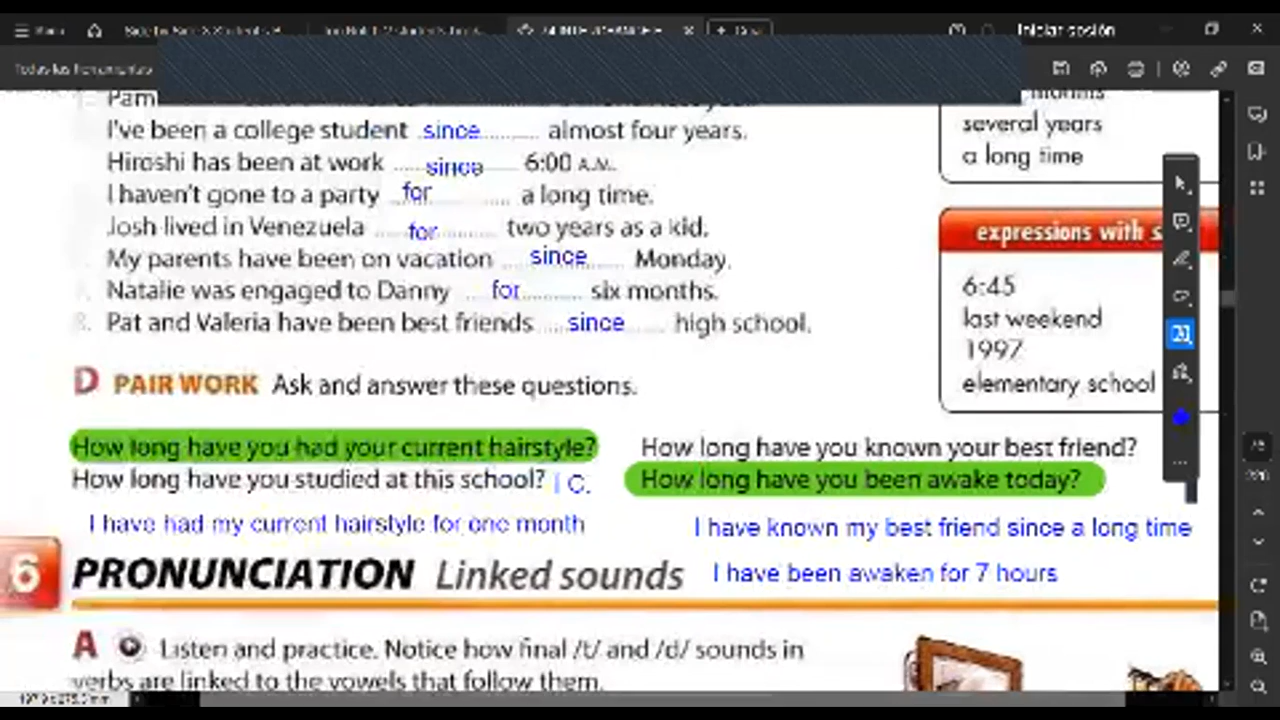 Iniciar sesión
Todas las herramientas
Pam
I've been a college student since almost four years.
several years
Hiroshi has been at work since 6:00 A.M.
a long time
I haven't gone to a party for a long time.
Josh lived in Venezuela for two years as a kid.
expressions with s
My parents have been on vacation since Monday.
6:45
Natalie was engaged to Danny for six months.
last weekend
8. Pat and Valeria have been best friends since high school.
1997
elementary school
D PAIR WORK Ask and answer these questions.
How long have you had your current hairstyle? How long have you known your best friend?
How long have you studied at this school? How long have you been awake today?
I have had my current hairstyle for one month
I have known my best friend since a long time
6 PRONUNCIATION Linked sounds
I have been awaken for 7 hours
A Listen and practice. Notice how final /t/ and /d/ sounds in
verbs are linked to the vowels that follow them.